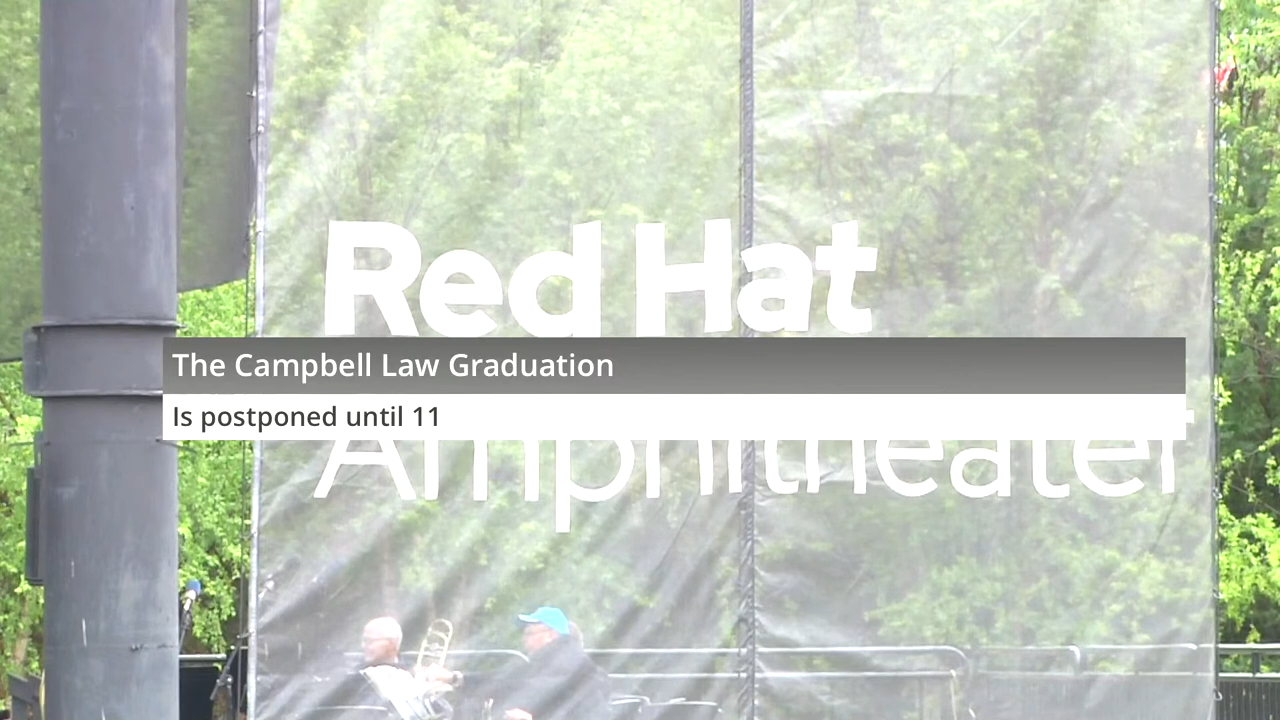 Red Hat
The Campbell Law Graduation
Is postponed until 11
Amphitheater